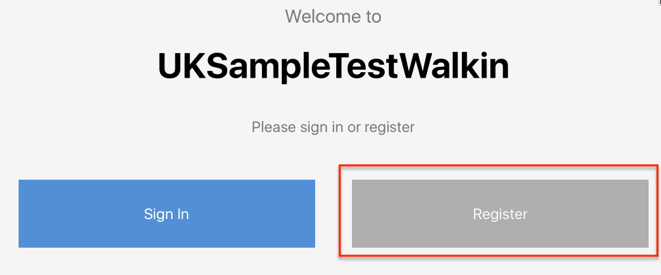 Welcome to
UKSampleTestWalkin
Please sign in or register
Sign In
Register